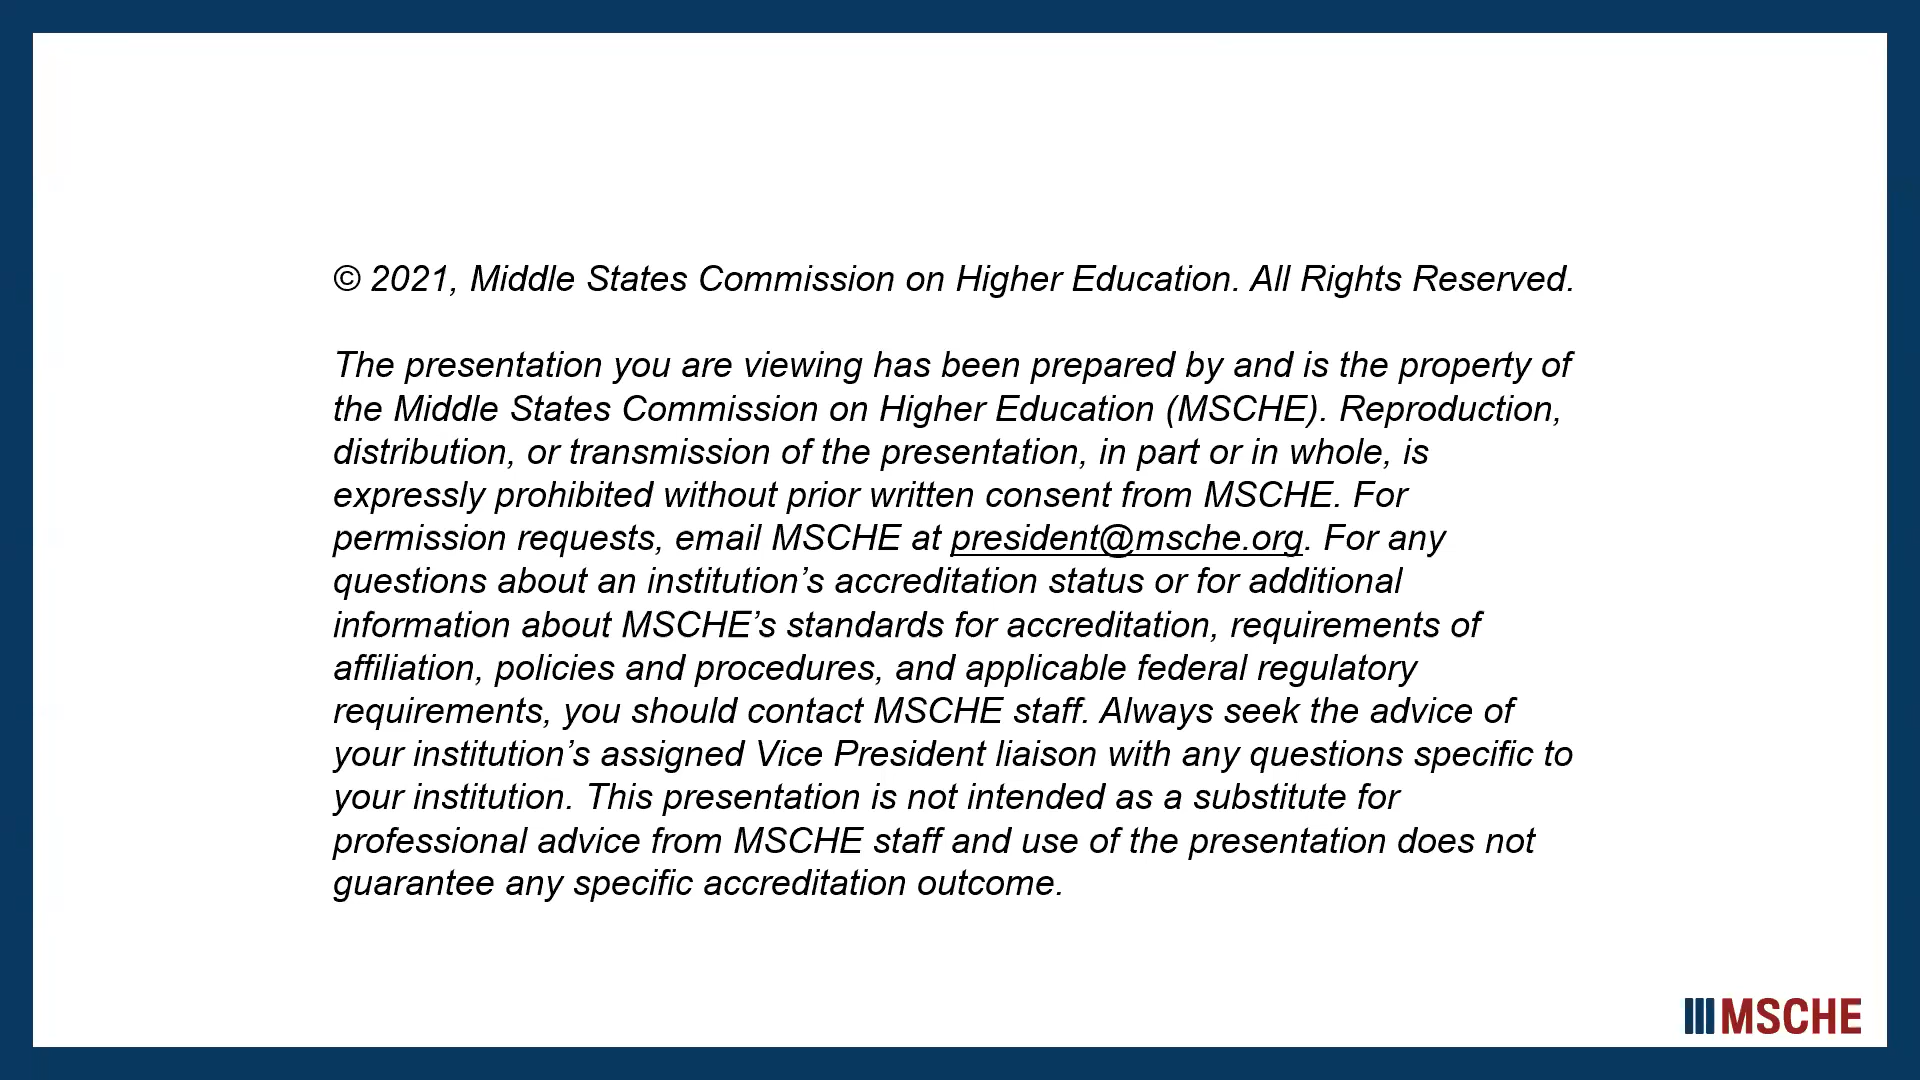 © 2021, Middle States Commission on Higher Education. All Rights Reserved.
The presentation you are viewing has been prepared by and is the property of
the Middle States Commission on Higher Education (MSCHE). Reproduction,
distribution, or transmission of the presentation, in part or in whole, is
expressly prohibited without prior written consent from MSCHE. For
permission requests, email MSCHE at president@msche.org. For any
questions about an institution’s accreditation status or for additional
information about MSCHE’s standards for accreditation, requirements of
affiliation, policies and procedures, and applicable federal regulatory
requirements, you should contact MSCHE staff. Always seek the advice of
your institution’s assigned Vice President liaison with any questions specific to
your institution. This presentation is not intended as a substitute for
professional advice from MSCHE staff and use of the presentation does not
guarantee any specific accreditation outcome.
MSCHE